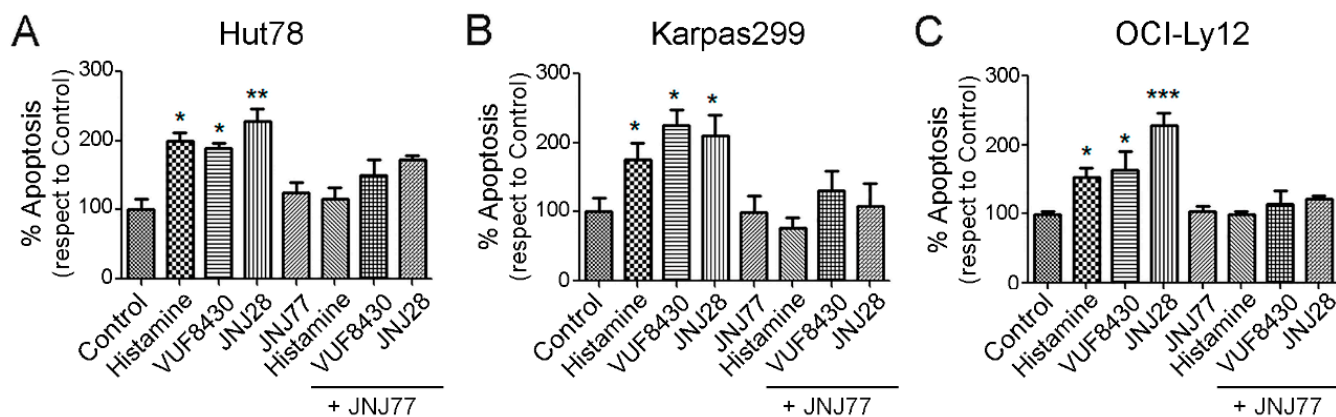 A Hut78
% Apoptosis
(respect to Control)
300
200
100
0
* * **
Control
Histamine
VUF8430
JNJ28
JNJ77
Histamine
VUF8430
JNJ28
+ JNJ77
B Karpas299
% Apoptosis
(respect to Control)
300
200
100
0
* * *
Control
Histamine
VUF8430
JNJ28
JNJ77
Histamine
VUF8430
JNJ28
+ JNJ77
C OCI-Ly12
% Apoptosis
(respect to Control)
300
200
100
0
* * ***
Control
Histamine
VUF8430
JNJ28
JNJ77
Histamine
VUF8430
JNJ28
+ JNJ77